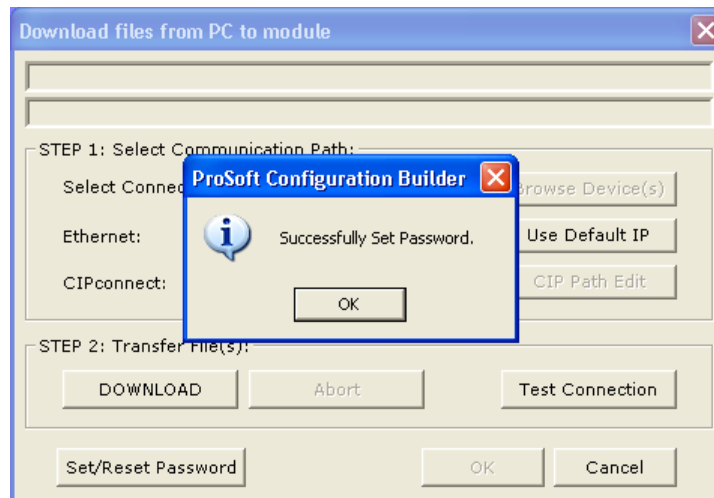 Download files from PC to module
STEP 1: Select Communication Path:
Select Connec
ProSoft Configuration Builder
Browse Device(s)
Ethernet:
Successfully Set Password.
Use Default IP
CIPconnect:
OK
CIP Path Edit
STEP 2: Transfer File(s):
DOWNLOAD
Abort
Test Connection
Set/Reset Password
OK
Cancel